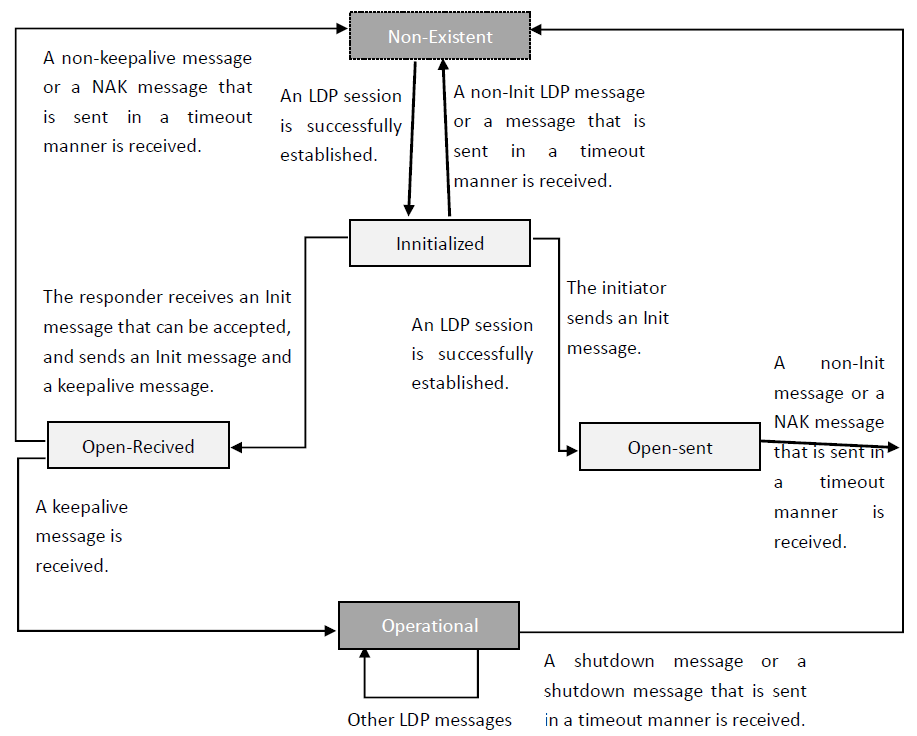 Non-Existent
A non-keepalive message
or a NAK message that
is sent in a timeout
manner is received.
An LDP session
is successfully
established.
A non-Init LDP message
or a message that is
sent in a timeout
manner is received.
Innitialized
The responder receives an Init
message that can be accepted,
and sends an Init message and
a keepalive message.
An LDP session
is successfully
established.
The initiator
sends an Init
message.
A non-Init
message or a
NAK message
that is sent in
a timeout
manner is
received.
Open-Recived
Open-sent
A keepalive
message is
received.
Operational
A shutdown message or a
shutdown message that is sent
in a timeout manner is received.
Other LDP messages